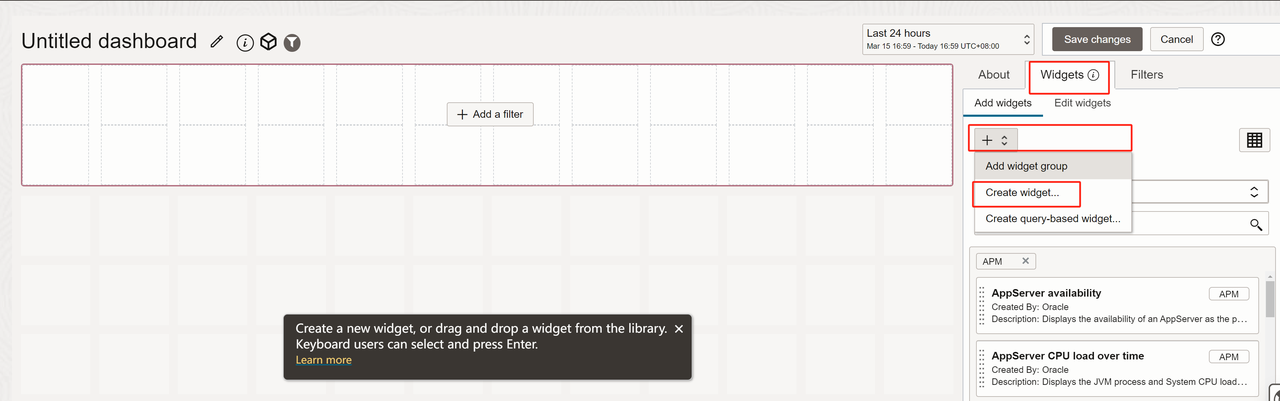 Untitled dashboard
Last 24 hours
Mar 15 16:59 - Today 16:59 UTC+08:00
Save changes
Cancel
About
Widgets
Filters
Add widgets
Edit widgets
+ Add a filter
Add widget group
Create widget...
Create query-based widget...
APM
AppServer availability
APM
Created By: Oracle
Description: Displays the availability of an AppServer as the p...
AppServer CPU load over time
APM
Created By: Oracle
Description: Displays the JVM process and System CPU load...
Create a new widget, or drag and drop a widget from the library.
Keyboard users can select and press Enter.
Learn more